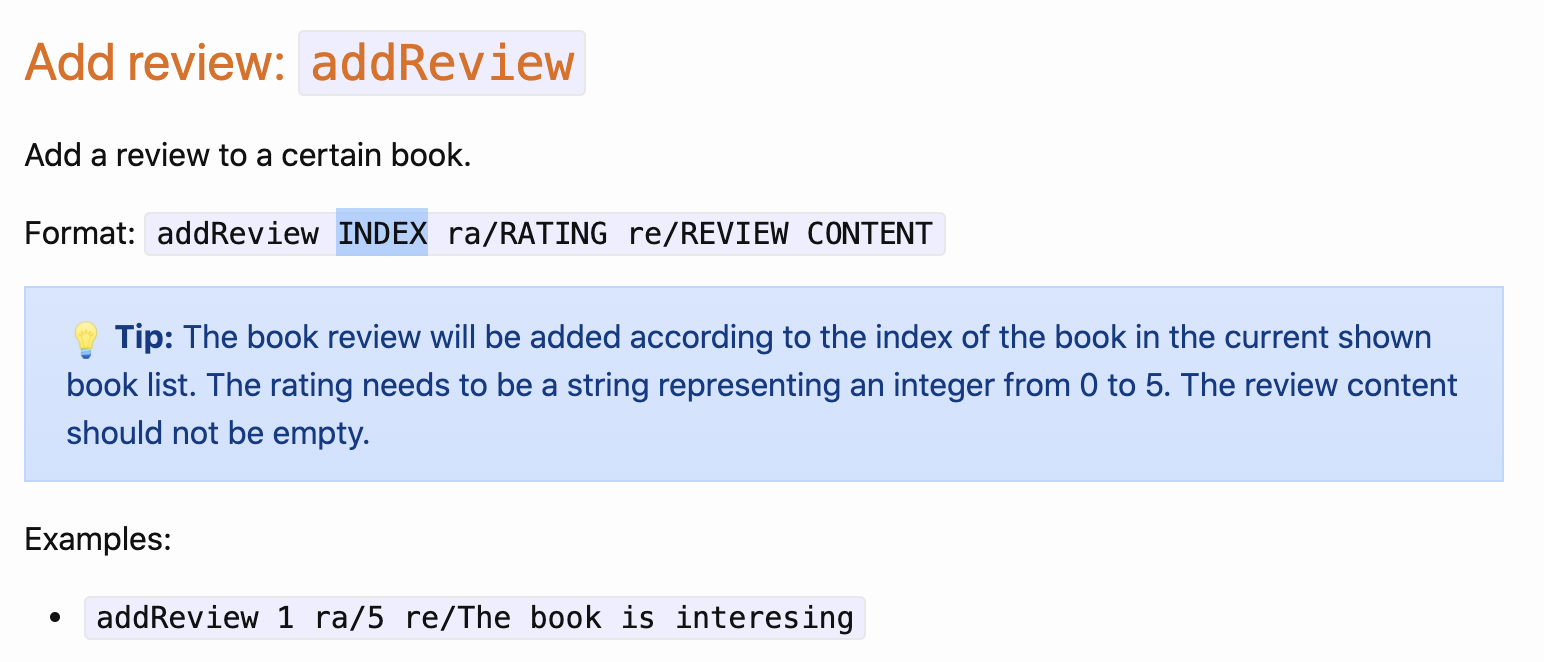 Add review: addReview
Add a review to a certain book.
Format: addReview INDEX ra/RATING re/REVIEW CONTENT
💡 Tip: The book review will be added according to the index of the book in the current shown
book list. The rating needs to be a string representing an integer from 0 to 5. The review content
should not be empty.
Examples:
• addReview 1 ra/5 re/The book is interesing